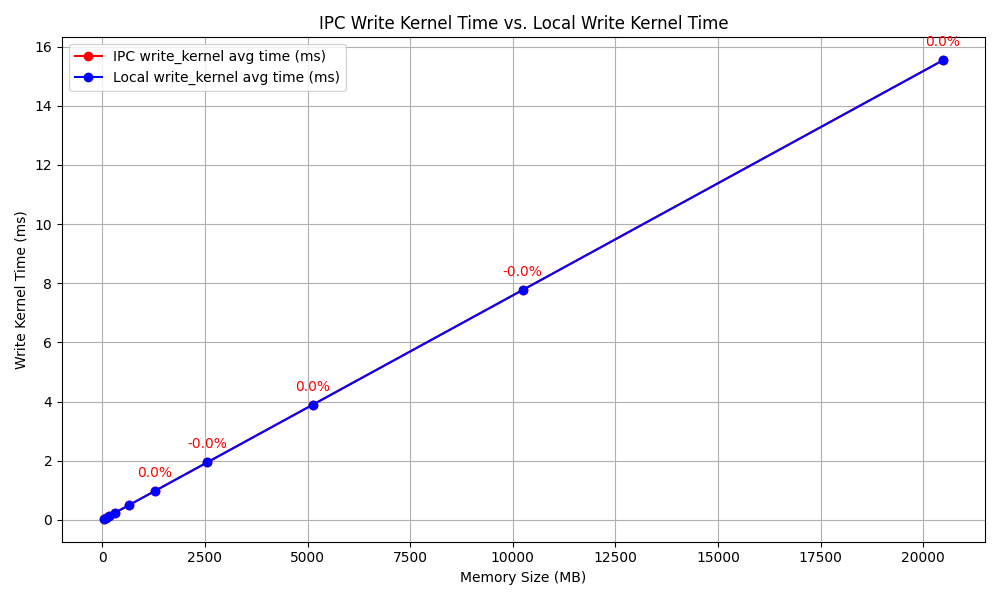 IPC Write Kernel Time vs. Local Write Kernel Time
IPC write_kernel avg time (ms)
Local write_kernel avg time (ms)
0.0%
-0.0%
0.0%
-0.0%
0.0%
Write Kernel Time (ms)
16
14
12
10
8
6
4
2
0
0 2500 5000 7500 10000 12500 15000 17500 20000
Memory Size (MB)